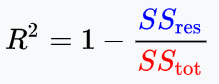 R² = 1 − SS_res / SS_tot